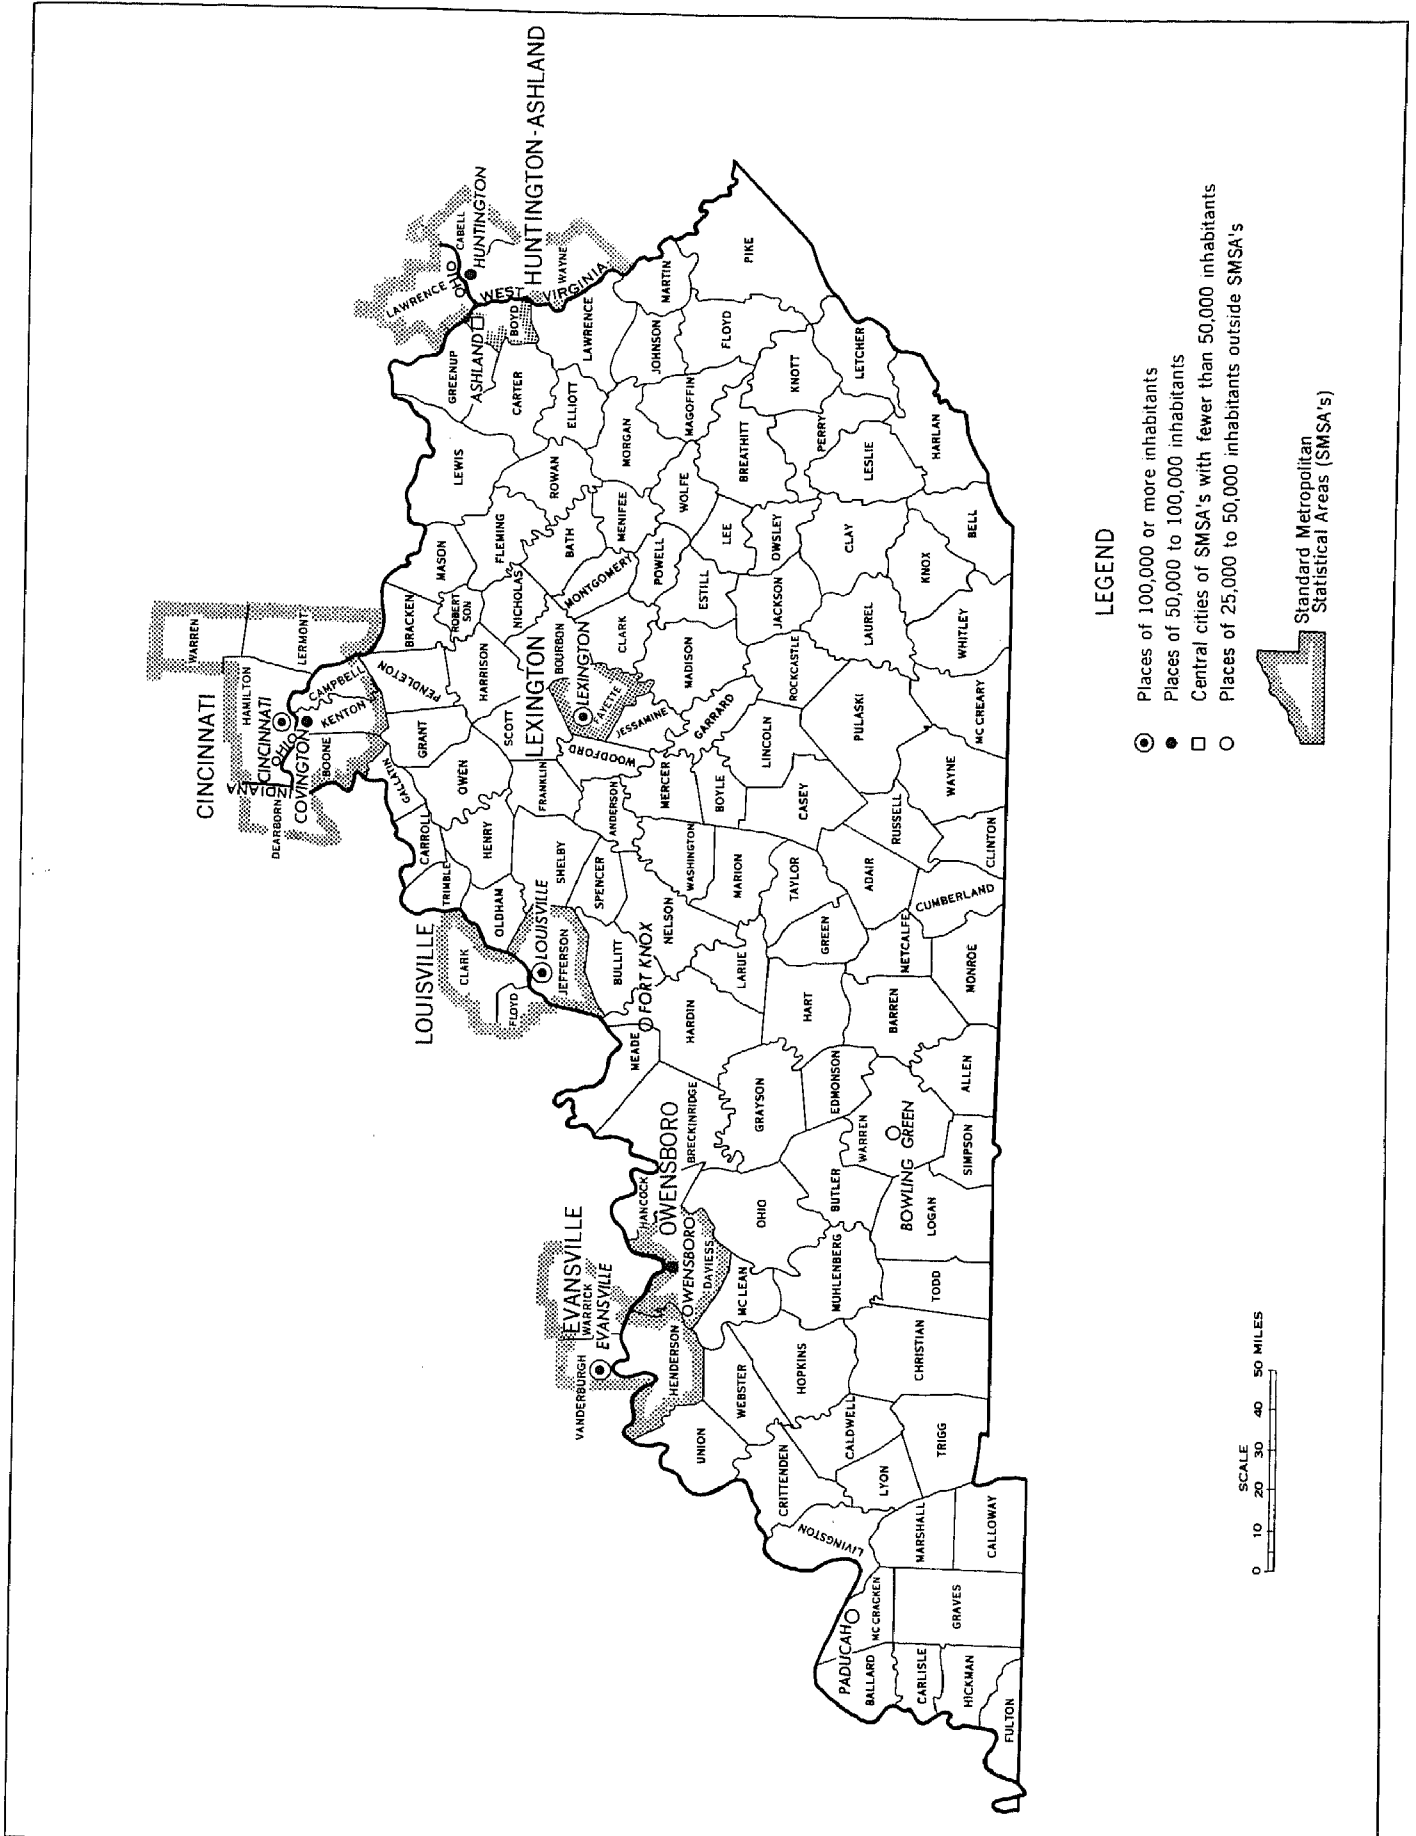 CINCINNATI
WARREN
HAMILTON
LERMONT
CINCINNATI
OHIO
INDIANA
DEARBORN
COVINGTON
BOONE
KENTON
CAMPBELL
LOUISVILLE
CLARK
FLOYD
LOUISVILLE
JEFFERSON
EVANSVILLE
VANDERBURGH
WARRICK
EVANSVILLE
HENDERSON
OWENSBORO
OWENSBORO
DAVIESS
HANCOCK
LEXINGTON
LEXINGTON
FAYETTE
HUNTINGTON-ASHLAND
LAWRENCE
OHIO
CABELL
HUNTINGTON
WEST VIRGINIA
WAYNE
ASHLAND
BOYD
GREENUP
CARTER
LAWRENCE
LEWIS
ELLIOTT
ROWAN
MORGAN
JOHNSON
MARTIN
PIKE
FLOYD
MAGOFFIN
KNOTT
LETCHER
BREATHITT
PERRY
LESLIE
HARLAN
MASON
FLEMING
BATH
MENIFEE
WOLFE
LEE
OWSLEY
CLAY
BELL
KNOX
BRACKEN
ROBERT
SON
NICHOLAS
MONTGOMERY
POWELL
ESTILL
JACKSON
LAUREL
WHITLEY
PENDLETON
HARRISON
BOURBON
CLARK
MADISON
ROCKCASTLE
MC CREARY
GRANT
SCOTT
WOODFORD
JESSAMINE
GARRARD
LINCOLN
PULASKI
WAYNE
GALLATIN
OWEN
FRANKLIN
ANDERSON
MERCER
BOYLE
CASEY
RUSSELL
CLINTON
CARROLL
TRIMBLE
HENRY
OLDHAM
SHELBY
SPENCER
WASHINGTON
MARION
TAYLOR
ADAIR
CUMBERLAND
BULLITT
NELSON
FORT KNOX
LARUE
GREEN
METCALFE
MONROE
MEADE
HARDIN
HART
BARREN
BRECKINRIDGE
GRAYSON
EDMONSON
ALLEN
WARREN
BOWLING GREEN
SIMPSON
OHIO
BUTLER
LOGAN
MC LEAN
MUHLENBERG
TODD
WEBSTER
HOPKINS
CHRISTIAN
UNION
CRITTENDEN
CALDWELL
LYON
TRIGG
LIVINGSTON
MARSHALL
CALLOWAY
PADUCAH
MC CRACKEN
GRAVES
BALLARD
CARLISLE
HICKMAN
FULTON
LEGEND
Places of 100,000 or more inhabitants
Places of 50,000 to 100,000 inhabitants
Central cities of SMSA's with fewer than 50,000 inhabitants
Places of 25,000 to 50,000 inhabitants outside SMSA's
Standard Metropolitan
Statistical Areas (SMSA's)
SCALE
0 10 20 30 40 50 MILES